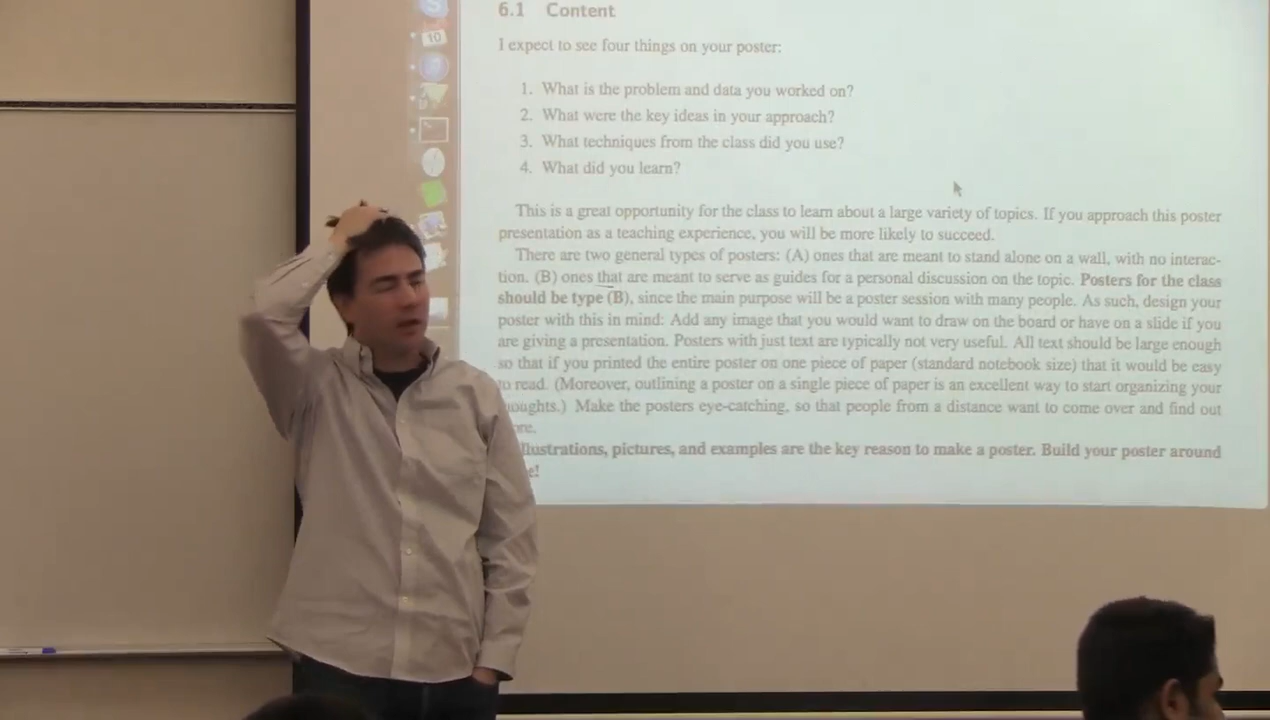 6.1 Content
I expect to see four things on your poster:
1. What is the problem and data you worked on?
2. What were the key ideas in your approach?
3. What techniques from the class did you use?
4. What did you learn?
This is a great opportunity for the class to learn about a large variety of topics. If you approach this poster
presentation as a teaching experience, you will be more likely to succeed.
There are two general types of posters: (A) ones that are meant to stand alone on a wall, with no interac-
tion. (B) ones that are meant to serve as guides for a personal discussion on the topic. Posters for the class
should be type (B), since the main purpose will be a poster session with many people. As such, design your
poster with this in mind: Add any image that you would want to draw on the board or have on a slide if you
are giving a presentation. Posters with just text are typically not very useful. All text should be large enough
so that if you printed the entire poster on one piece of paper (standard notebook size) that it would be easy
to read. (Moreover, outlining a poster on a single piece of paper is an excellent way to start organizing your
oughts.) Make the posters eye-catching, so that people from a distance want to come over and find out
ore.
llustrations, pictures, and examples are the key reason to make a poster. Build your poster around
e!
10